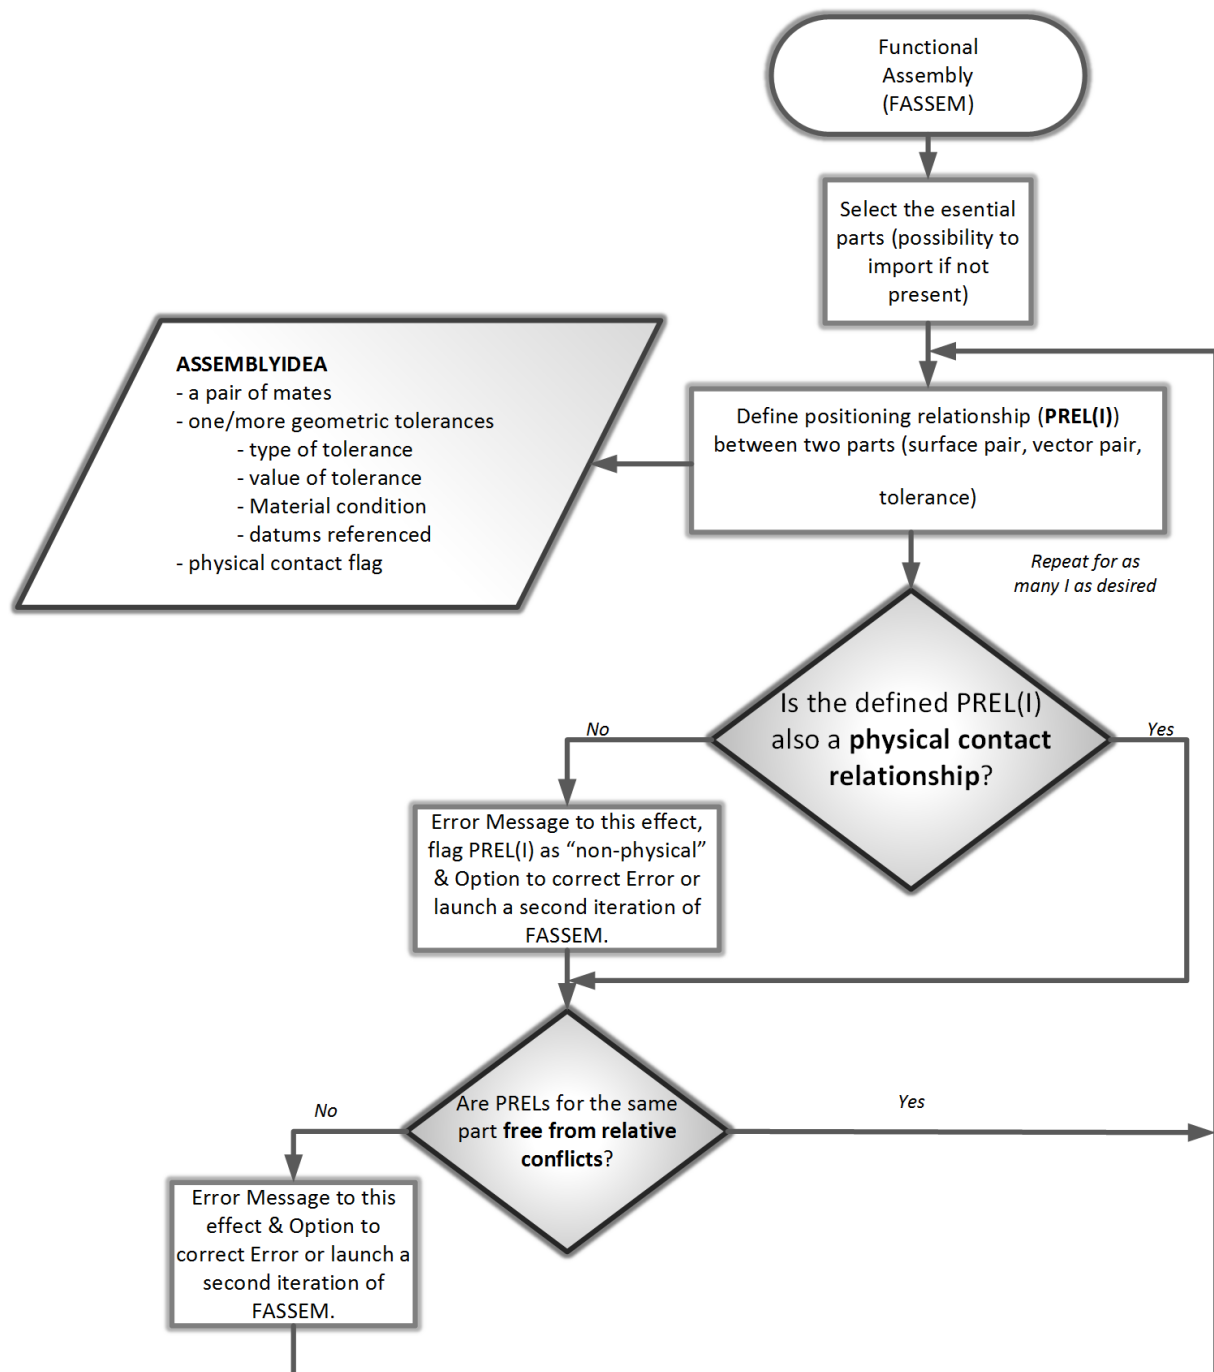 Functional
Assembly
(FASSEM)
Select the esential
parts (possibility to
import if not
present)
ASSEMBLYIDEA
- a pair of mates
- one/more geometric tolerances
- type of tolerance
- value of tolerance
- Material condition
- datums referenced
- physical contact flag
Define positioning relationship (PREL(I))
between two parts (surface pair, vector pair,
tolerance)
Repeat for as
many I as desired
Is the defined PREL(I)
also a physical contact
relationship?
No
Yes
Error Message to this effect,
flag PREL(I) as “non-physical”
& Option to correct Error or
launch a second iteration of
FASSEM.
Are PRELs for the same
part free from relative
conflicts?
No
Yes
Error Message to this
effect & Option to
correct Error or launch a
second iteration of
FASSEM.